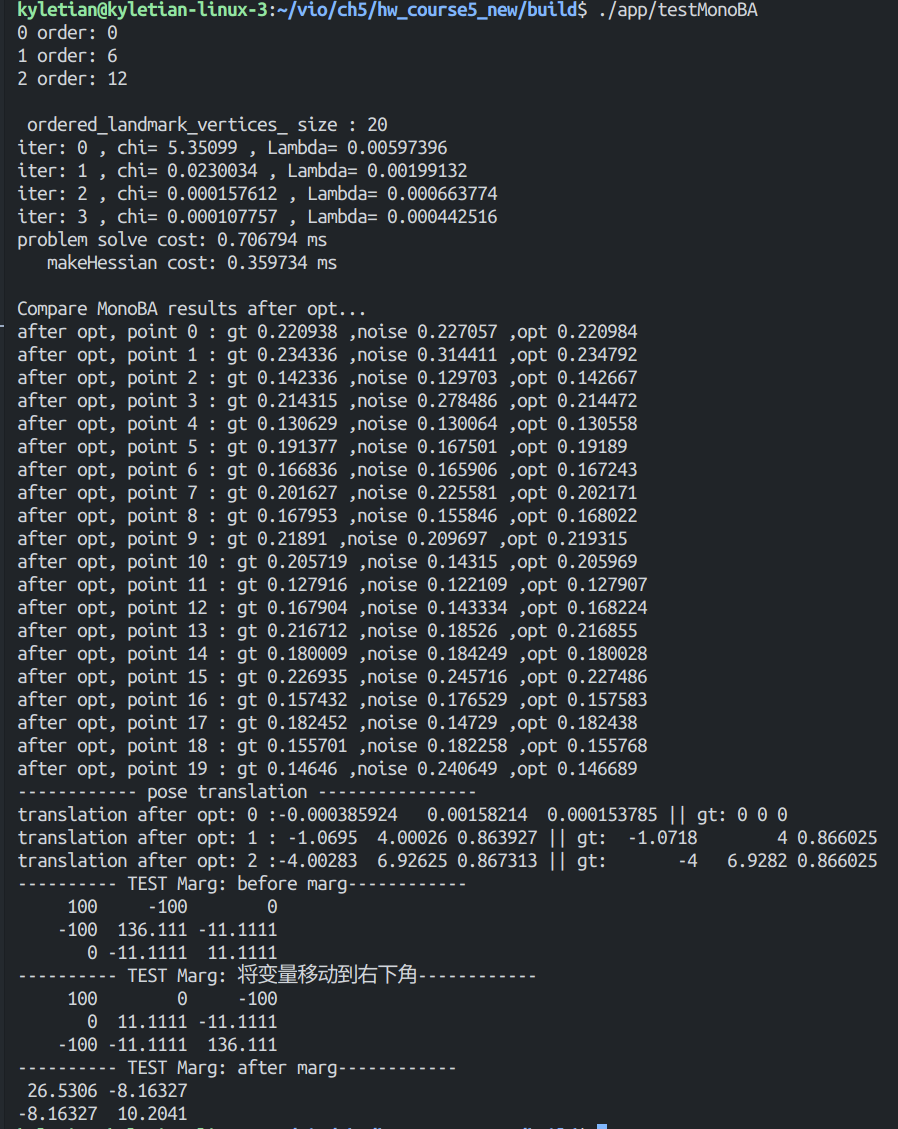 kyletian@kyletian-linux-3:~/vio/ch5/hw_course5_new/build$ ./app/testMonoBA
0 order: 0
1 order: 6
2 order: 12
ordered_landmark_vertices_ size : 20
iter: 0 , chi= 5.35099 , Lambda= 0.00597396
iter: 1 , chi= 0.0230034 , Lambda= 0.00199132
iter: 2 , chi= 0.000157612 , Lambda= 0.000663774
iter: 3 , chi= 0.000107757 , Lambda= 0.000442516
problem solve cost: 0.706794 ms
makeHessian cost: 0.359734 ms
Compare MonoBA results after opt...
after opt, point 0 : gt 0.220938 ,noise 0.227057 ,opt 0.220984
after opt, point 1 : gt 0.234336 ,noise 0.314411 ,opt 0.234792
after opt, point 2 : gt 0.142336 ,noise 0.129703 ,opt 0.142667
after opt, point 3 : gt 0.214315 ,noise 0.278486 ,opt 0.214472
after opt, point 4 : gt 0.130629 ,noise 0.130064 ,opt 0.130558
after opt, point 5 : gt 0.191377 ,noise 0.167501 ,opt 0.19189
after opt, point 6 : gt 0.166836 ,noise 0.165906 ,opt 0.167243
after opt, point 7 : gt 0.201627 ,noise 0.225581 ,opt 0.202171
after opt, point 8 : gt 0.167953 ,noise 0.155846 ,opt 0.168022
after opt, point 9 : gt 0.21891 ,noise 0.209697 ,opt 0.219315
after opt, point 10 : gt 0.205719 ,noise 0.14315 ,opt 0.205969
after opt, point 11 : gt 0.127916 ,noise 0.122109 ,opt 0.127907
after opt, point 12 : gt 0.167904 ,noise 0.143334 ,opt 0.168224
after opt, point 13 : gt 0.216712 ,noise 0.18526 ,opt 0.216855
after opt, point 14 : gt 0.180009 ,noise 0.184249 ,opt 0.180028
after opt, point 15 : gt 0.226935 ,noise 0.245716 ,opt 0.227486
after opt, point 16 : gt 0.157432 ,noise 0.176529 ,opt 0.157583
after opt, point 17 : gt 0.182452 ,noise 0.14729 ,opt 0.182438
after opt, point 18 : gt 0.155701 ,noise 0.182258 ,opt 0.155768
after opt, point 19 : gt 0.14646 ,noise 0.240649 ,opt 0.146689
------------ pose translation ----------------
translation after opt: 0 :-0.000385924   0.00158214  0.000153785 || gt: 0 0 0
translation after opt: 1 : -1.0695  4.00026 0.863927 || gt:  -1.0718        4 0.866025
translation after opt: 2 :-4.00283  6.92625 0.867313 || gt:       -4   6.9282 0.866025
---------- TEST Marg: before marg------------
100     -100        0
-100  136.111 -11.1111
0 -11.1111  11.1111
---------- TEST Marg: 将变量移动到右下角------------
100        0     -100
0  11.1111 -11.1111
-100 -11.1111  136.111
---------- TEST Marg: after marg------------
26.5306 -8.16327
-8.16327  10.2041